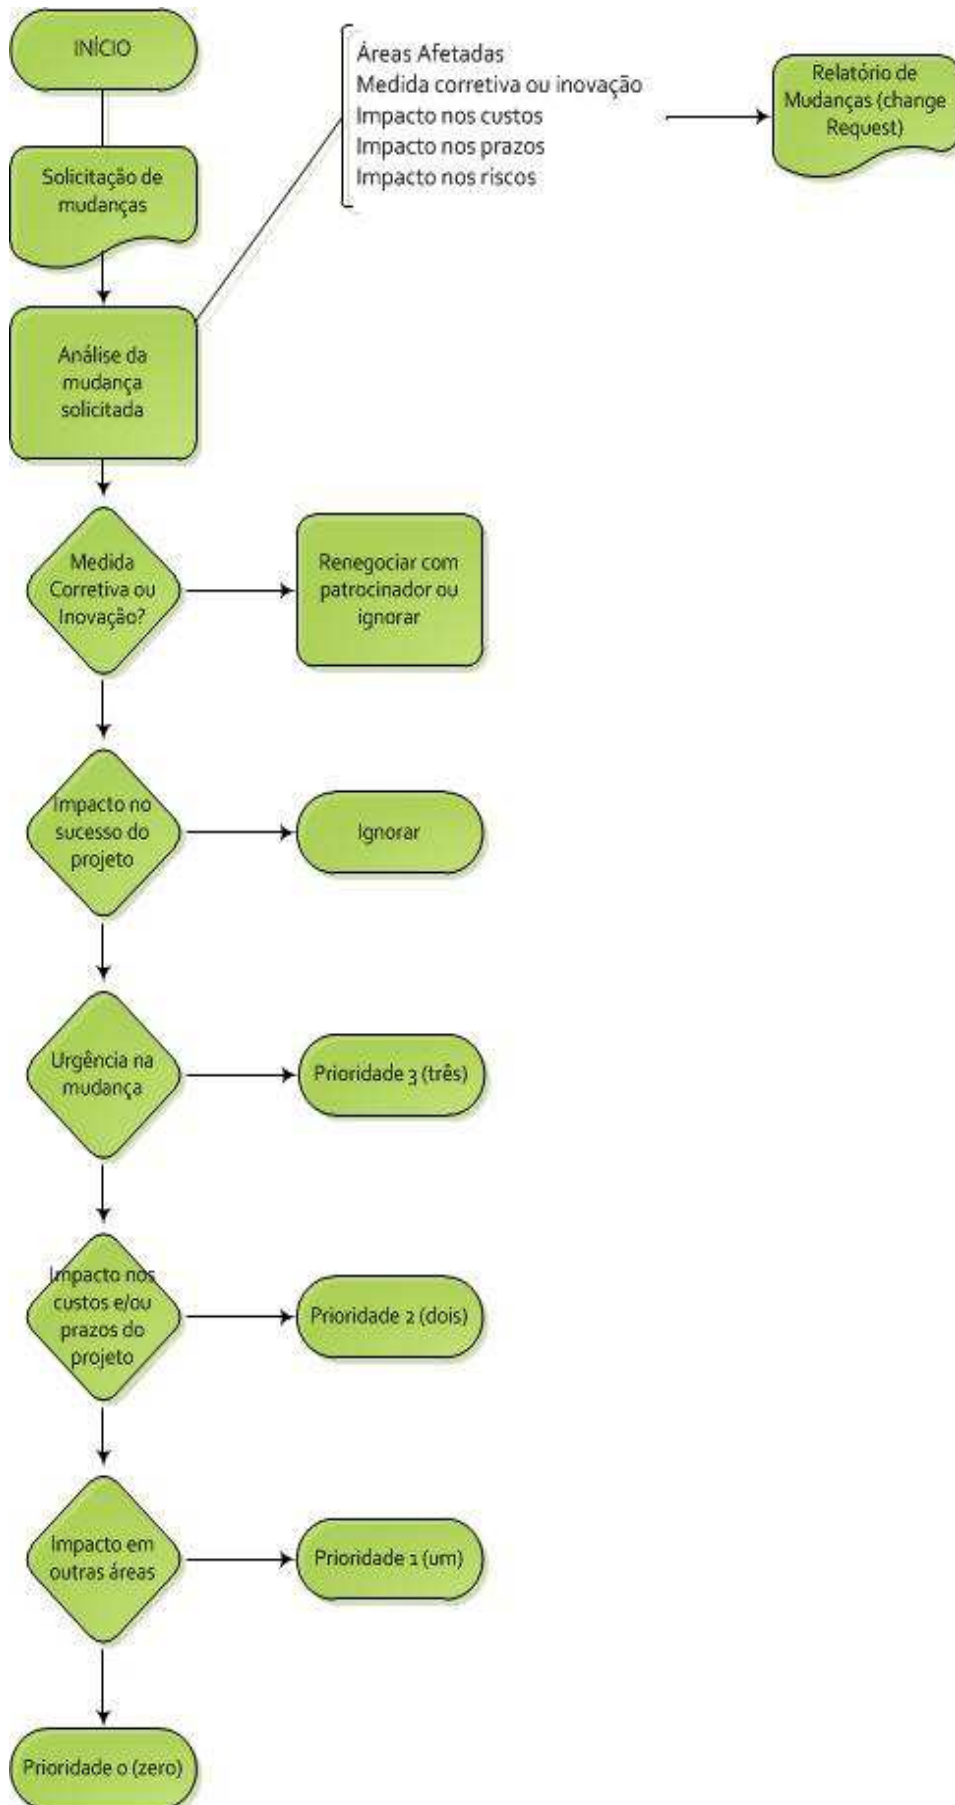 INÍCIO
Áreas Afetadas
Medida corretiva ou inovação
Impacto nos custos
Impacto nos prazos
Impacto nos riscos
Relatório de
Mudanças (change
Request)
Solicitação de
mudanças
Análise da
mudança
solicitada
Medida
Corretiva ou
Inovação?
Renegociar com
patrocinador ou
ignorar
Impacto no
sucesso do
projeto
Ignorar
Urgência na
mudança
Prioridade 3 (três)
Impacto nos
custos e/ou
prazos do
projeto
Prioridade 2 (dois)
Impacto em
outras áreas
Prioridade 1 (um)
Prioridade 0 (zero)